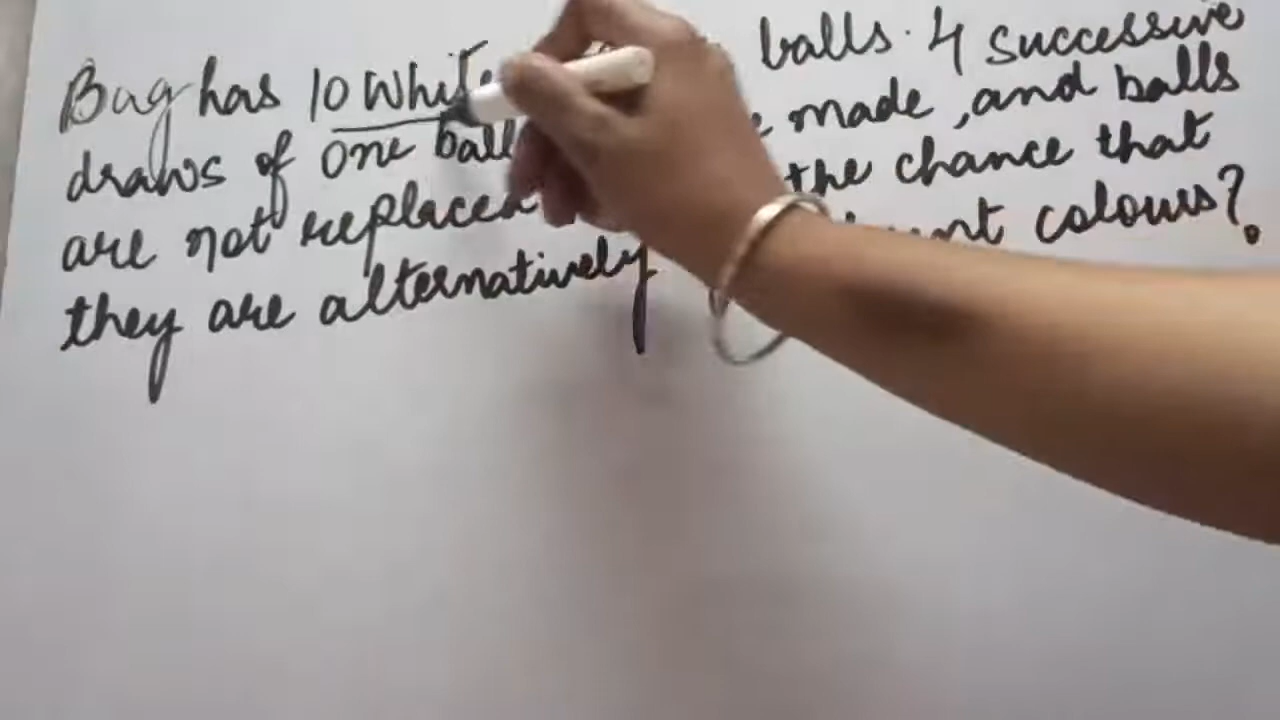 Bag has 10 White balls. 4 successive
draws of one ball made, and balls
are not replaced the chance that
they are alternatively colours?